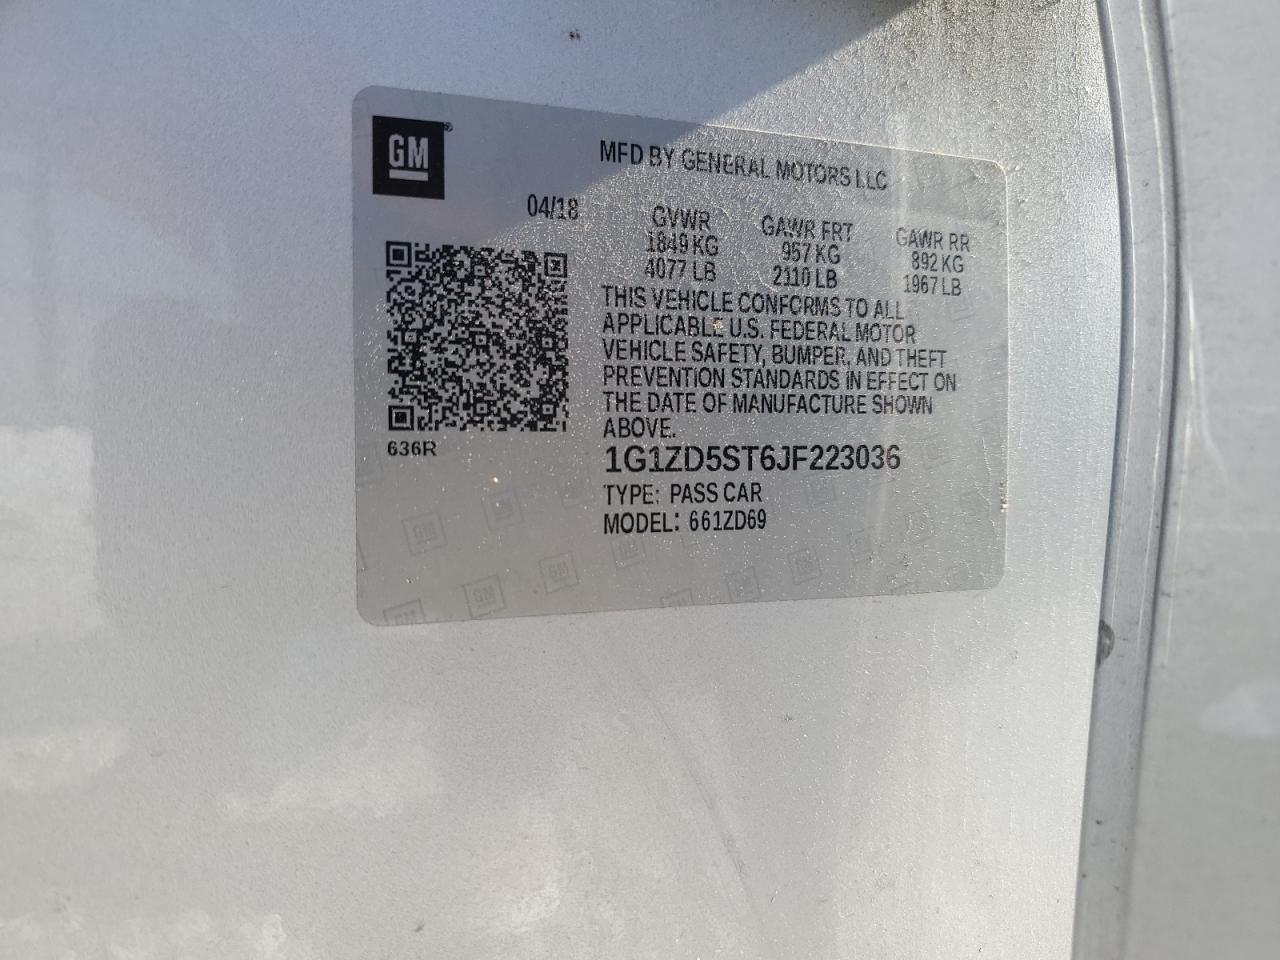 GM
MFD BY GENERAL MOTORS LLC
04/18
GVWR GAWR FRT GAWR RR
1849 KG 957 KG 892 KG
4077 LB 2110 LB 1967 LB
THIS VEHICLE CONFORMS TO ALL
APPLICABLE U.S. FEDERAL MOTOR
VEHICLE SAFETY, BUMPER, AND THEFT
PREVENTION STANDARDS IN EFFECT ON
THE DATE OF MANUFACTURE SHOWN
ABOVE.
636R
1G1ZD5ST6JF223036
TYPE: PASS CAR
MODEL: 661ZD69